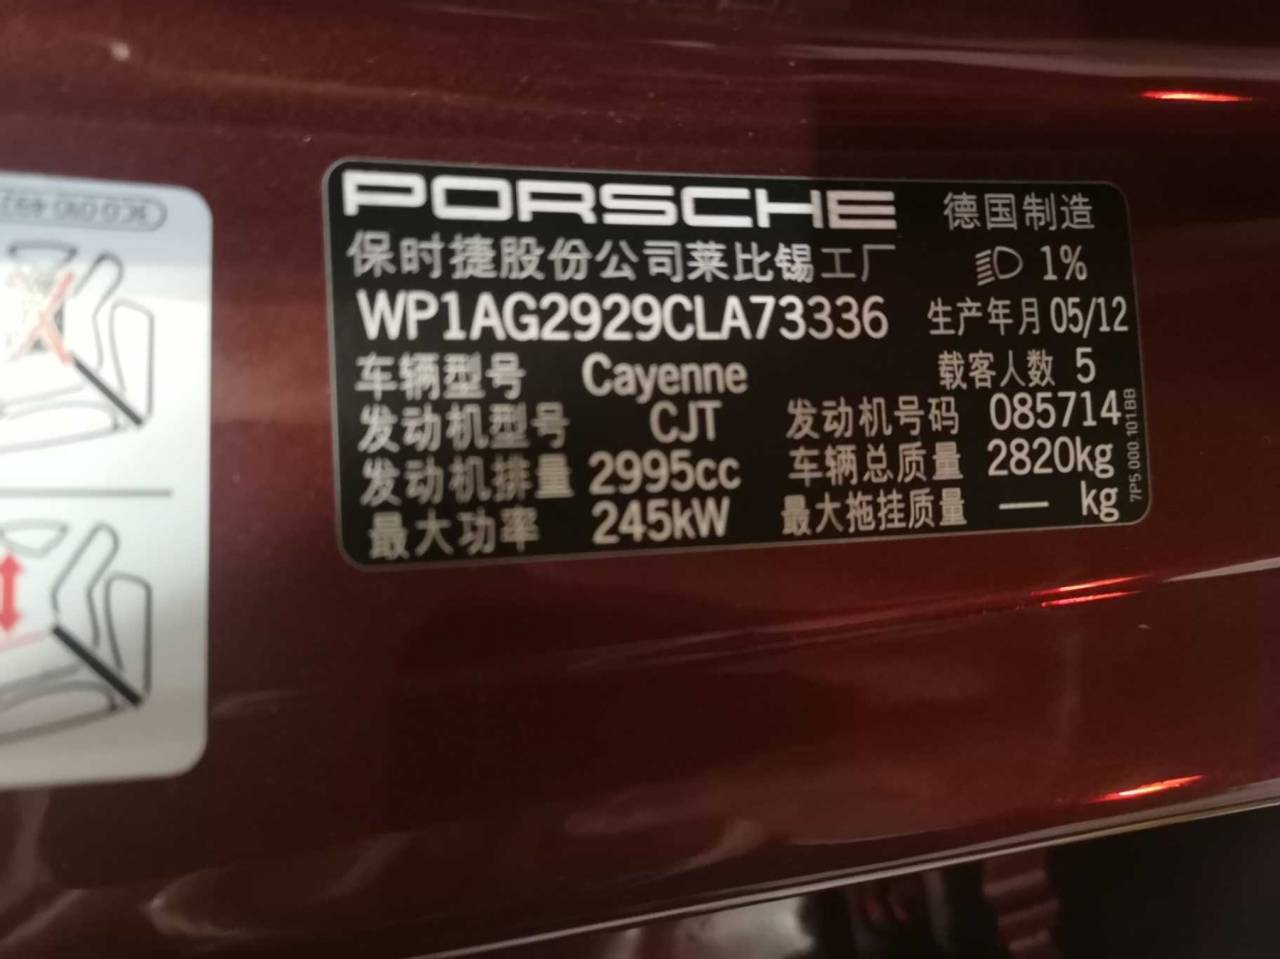 PORSCHE 德国制造
保时捷股份公司莱比锡工厂 1%
WP1AG2929CLA73336 生产年月 05/12
车辆型号 Cayenne 载客人数 5
发动机型号 CJT 发动机号码 085714
发动机排量 2995cc 车辆总质量 2820kg
最大功率 245kW 最大拖挂质量 — kg
7P5.000.101.BB